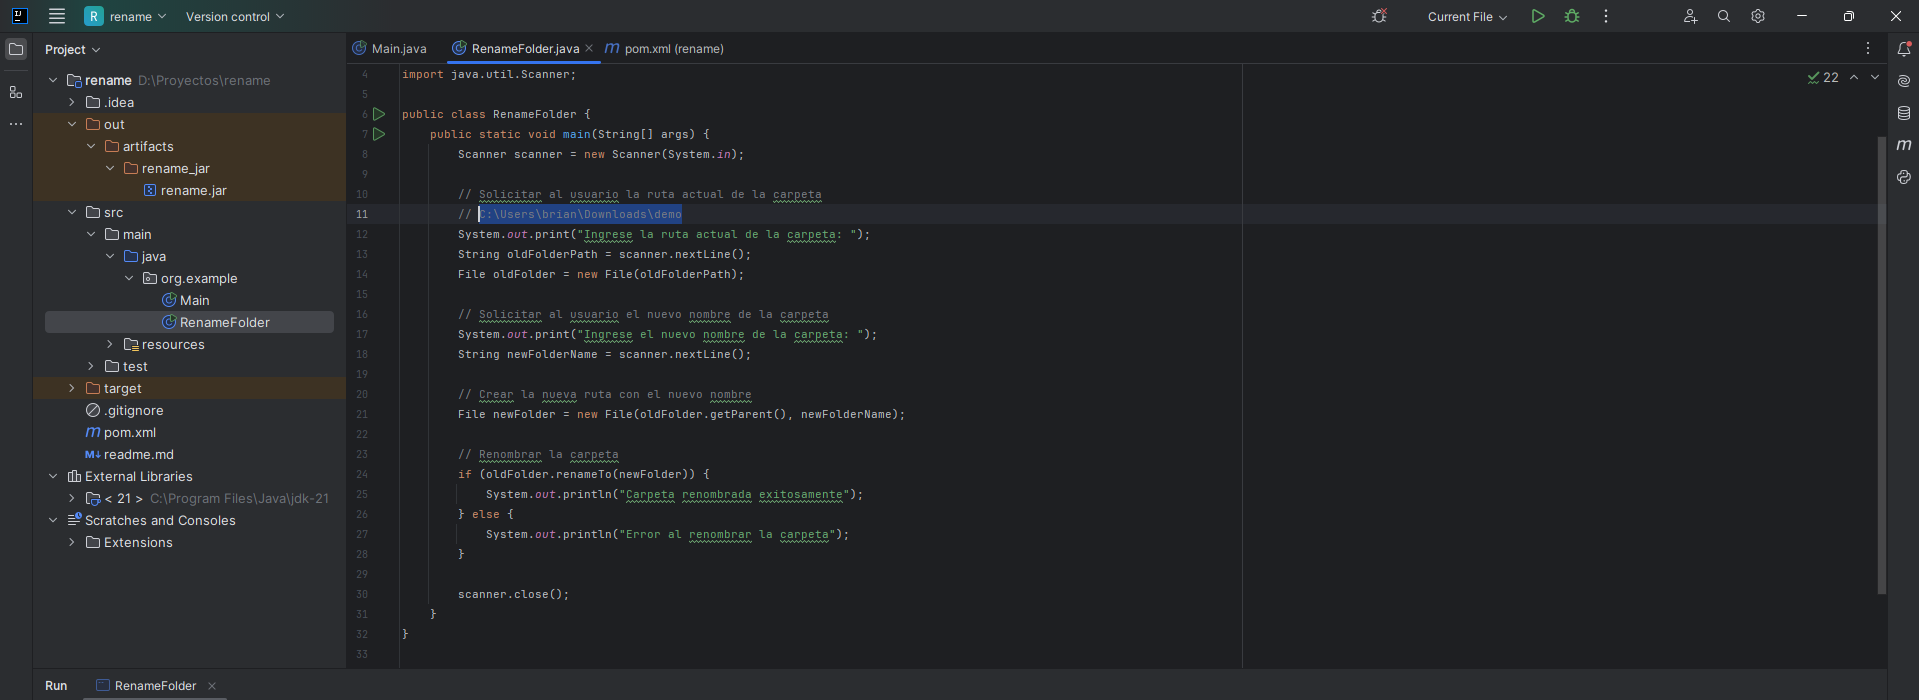 R rename Version control Current File
Project
Main.java RenameFolder.java pom.xml (rename)
rename D:\Proyectos\rename
.idea
out
artifacts
rename_jar
rename.jar
src
main
java
org.example
Main
RenameFolder
resources
test
target
.gitignore
pom.xml
readme.md
External Libraries
< 21 > C:\Program Files\Java\jdk-21
Scratches and Consoles
Extensions
22
4 import java.util.Scanner;
5
6 public class RenameFolder {
7 public static void main(String[] args) {
8 Scanner scanner = new Scanner(System.in);
9
10 // Solicitar al usuario la ruta actual de la carpeta
11 // C:\Users\brian\Downloads\demo
12 System.out.print("Ingrese la ruta actual de la carpeta: ");
13 String oldFolderPath = scanner.nextLine();
14 File oldFolder = new File(oldFolderPath);
15
16 // Solicitar al usuario el nuevo nombre de la carpeta
17 System.out.print("Ingrese el nuevo nombre de la carpeta: ");
18 String newFolderName = scanner.nextLine();
19
20 // Crear la nueva ruta con el nuevo nombre
21 File newFolder = new File(oldFolder.getParent(), newFolderName);
22
23 // Renombrar la carpeta
24 if (oldFolder.renameTo(newFolder)) {
25 System.out.println("Carpeta renombrada exitosamente");
26 } else {
27 System.out.println("Error al renombrar la carpeta");
28 }
29
30 scanner.close();
31 }
32 }
33
Run RenameFolder